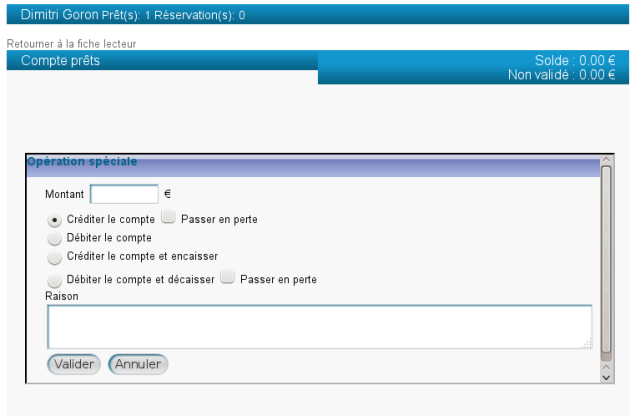 Dimitri Goron Prêt(s): 1 Réservation(s): 0
Retourner à la fiche lecteur
Compte prêts
Solde : 0.00 €
Non validé : 0.00 €
Opération spéciale
Montant €
Créditer le compte Passer en perte
Débiter le compte
Créditer le compte et encaisser
Débiter le compte et décaisser Passer en perte
Raison
Valider Annuler